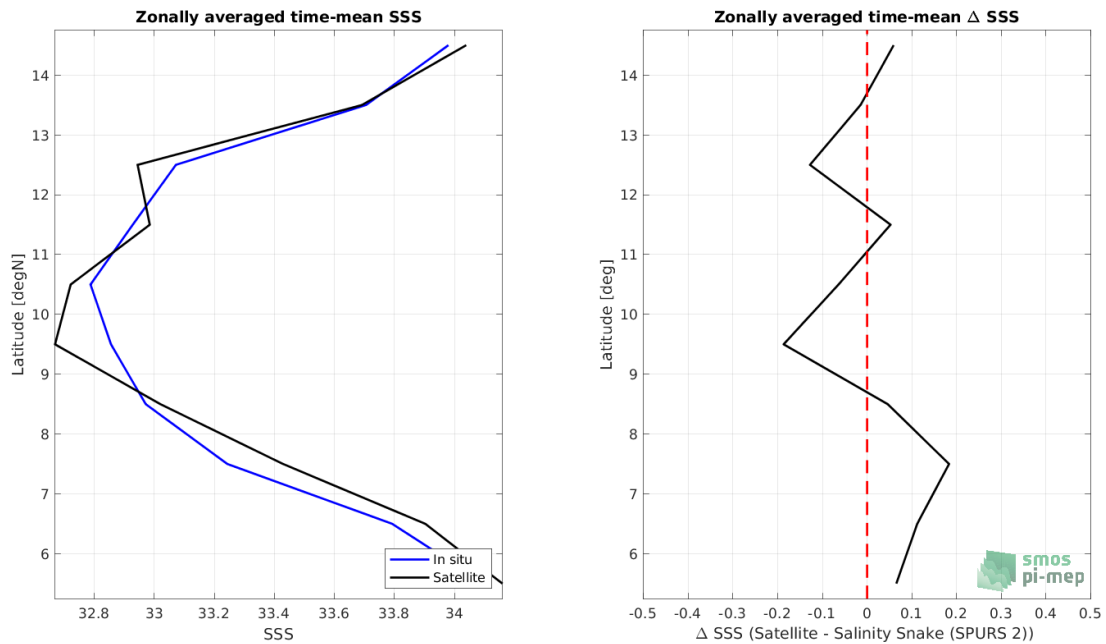 Zonally averaged time-mean SSS
14
13
12
11
10
9
8
7
6
Latitude [degN]
32.8 33 33.2 33.4 33.6 33.8 34
SSS
In situ
Satellite
Zonally averaged time-mean Δ SSS
14
13
12
11
10
9
8
7
6
Latitude [deg]
-0.5 -0.4 -0.3 -0.2 -0.1 0 0.1 0.2 0.3 0.4 0.5
Δ SSS (Satellite - Salinity Snake (SPURS 2))
smos
pi-mep